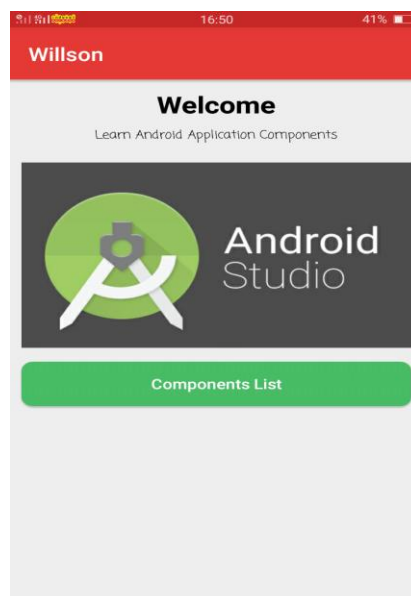 16:50
41%
Willson
Welcome
Learn Android Application Components
Android
Studio
Components List